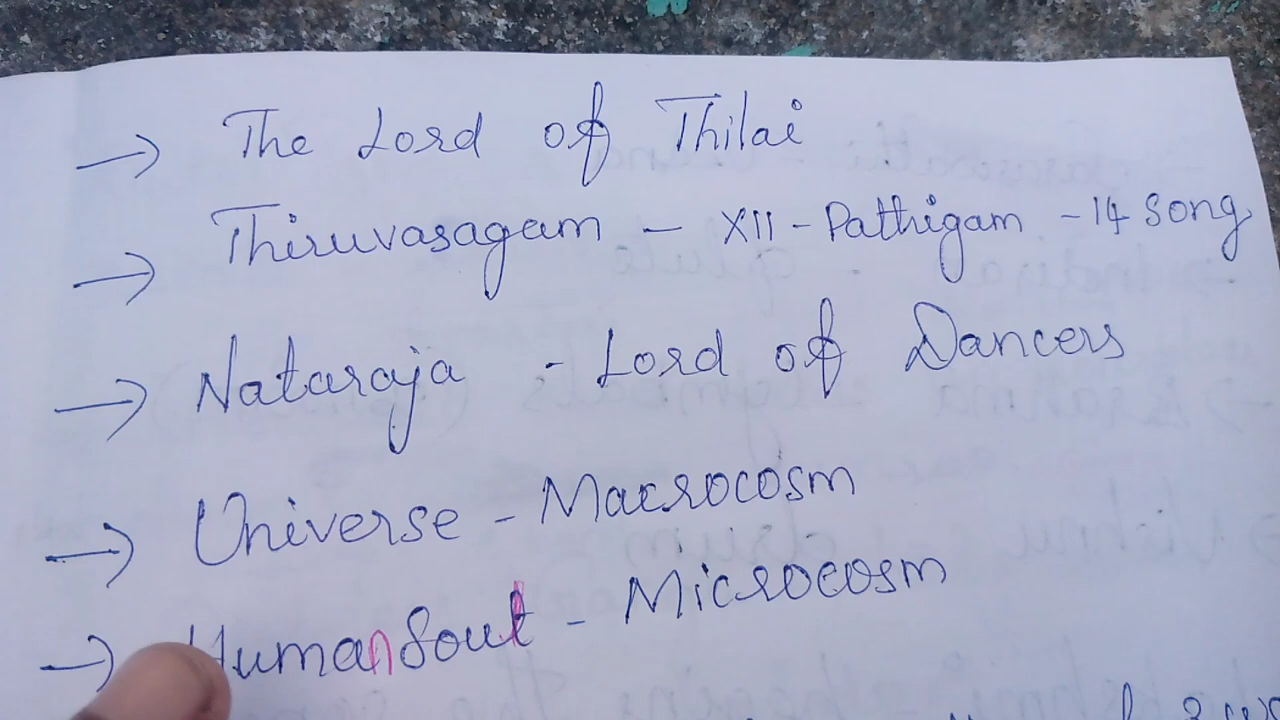 → The Lord of Thilai
→ Thiruvasagam - XII - Pathigam - 14 song
→ Nataraja - Lord of Dancers
→ Universe - Macrocosm
→ Human Soul - Microcosm